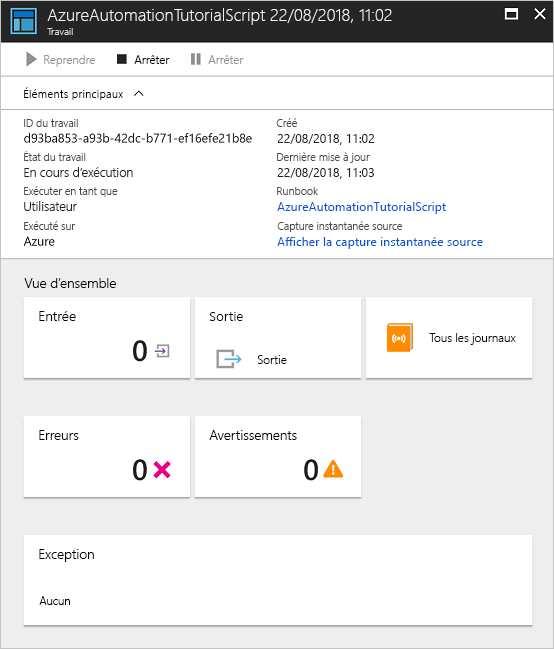 AzureAutomationTutorialScript 22/08/2018, 11:02
Travail
Reprendre Arrêter Arrêter
Éléments principaux
ID du travail Créé
d93ba853-a93b-42dc-b771-ef16efe21b8e 22/08/2018, 11:02
État du travail Dernière mise à jour
En cours d'exécution 22/08/2018, 11:03
Exécuter en tant que Runbook
Utilisateur AzureAutomationTutorialScript
Exécuté sur Capture instantanée source
Azure Afficher la capture instantanée source
Vue d'ensemble
Entrée Sortie
0 Sortie Tous les journaux
Erreurs Avertissements
0 0
Exception
Aucun